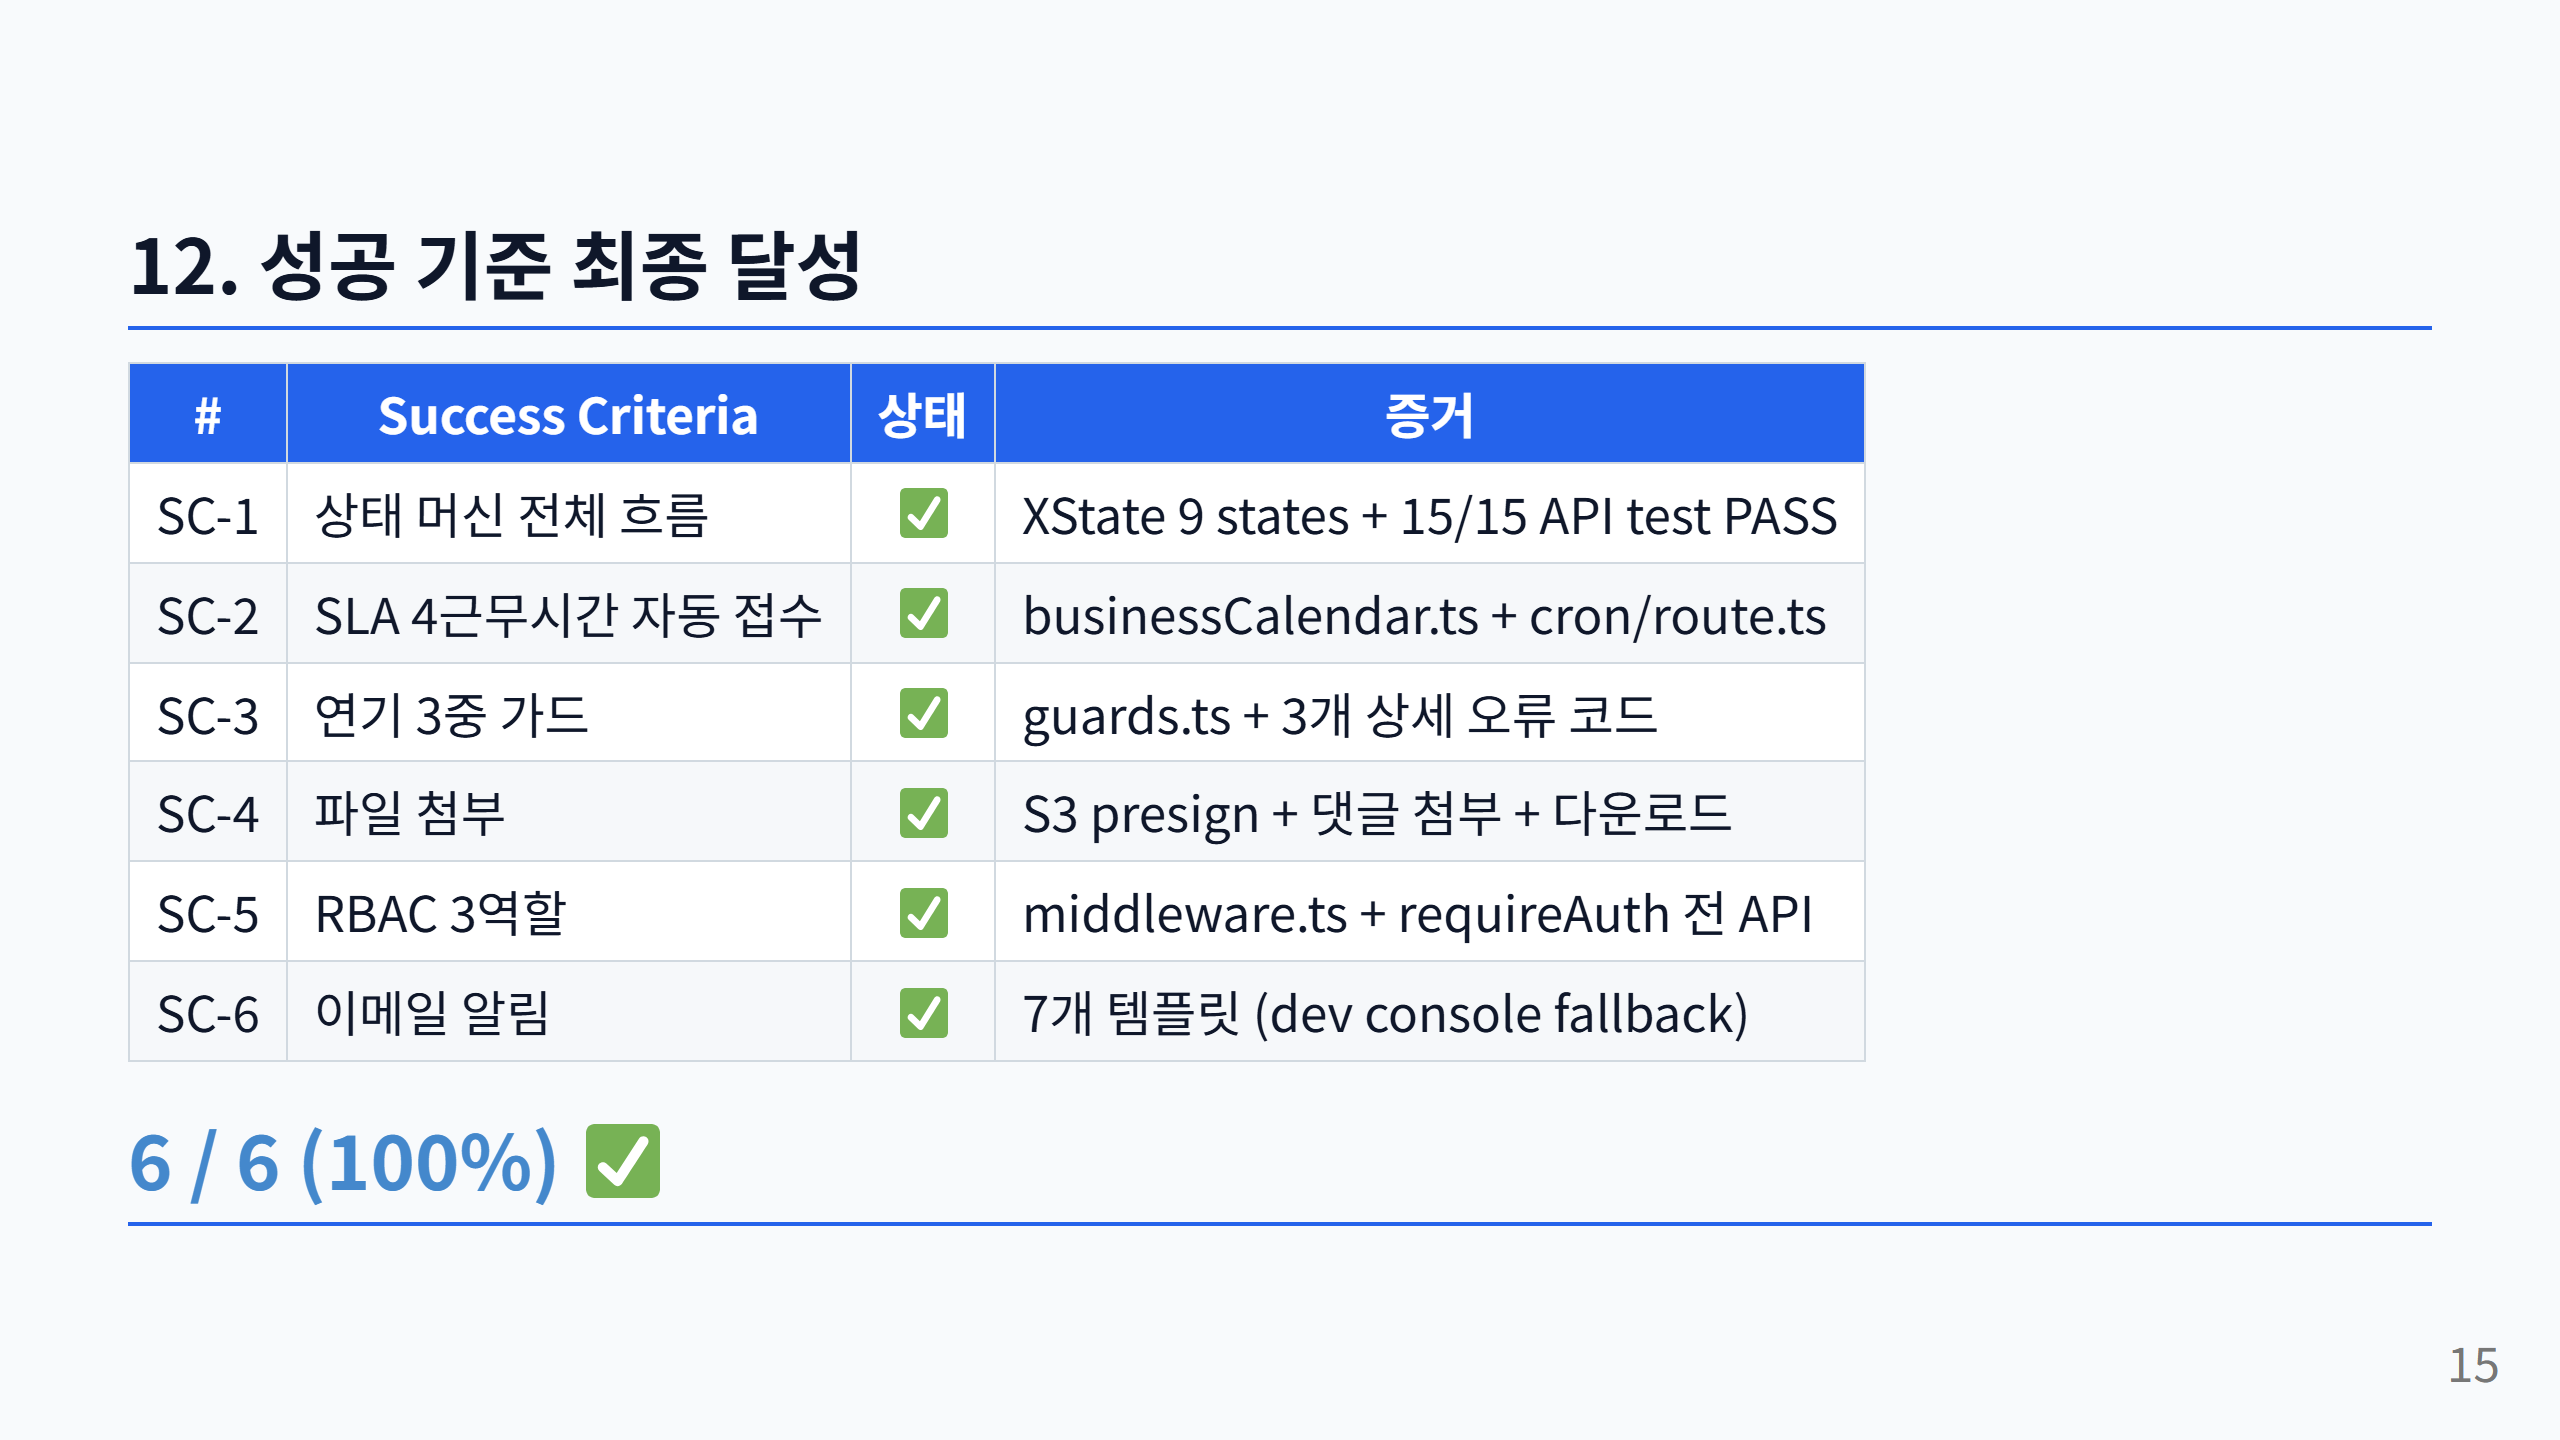 12. 성공 기준 최종 달성
# Success Criteria 상태 증거
SC-1 상태 머신 전체 흐름 ✅ XState 9 states + 15/15 API test PASS
SC-2 SLA 4근무시간 자동 접수 ✅ businessCalendar.ts + cron/route.ts
SC-3 연기 3중 가드 ✅ guards.ts + 3개 상세 오류 코드
SC-4 파일 첨부 ✅ S3 presign + 댓글 첨부 + 다운로드
SC-5 RBAC 3역할 ✅ middleware.ts + requireAuth 전 API
SC-6 이메일 알림 ✅ 7개 템플릿 (dev console fallback)
6 / 6 (100%) ✅
15